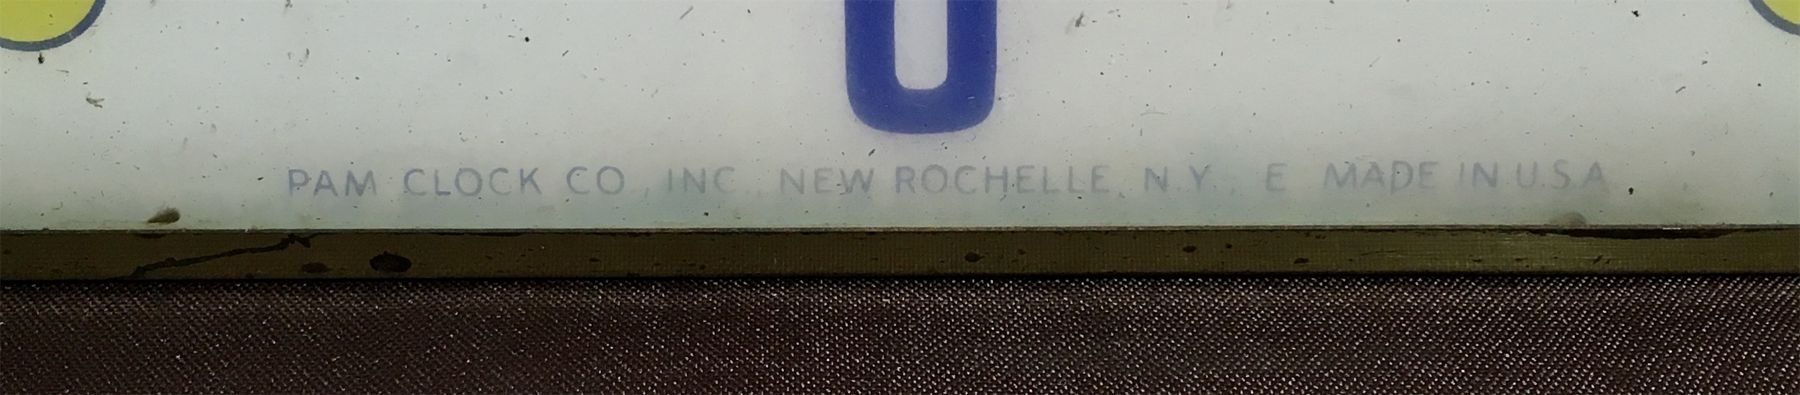 PAM CLOCK CO., INC., NEW ROCHELLE, N.Y., E MADE IN U.S.A